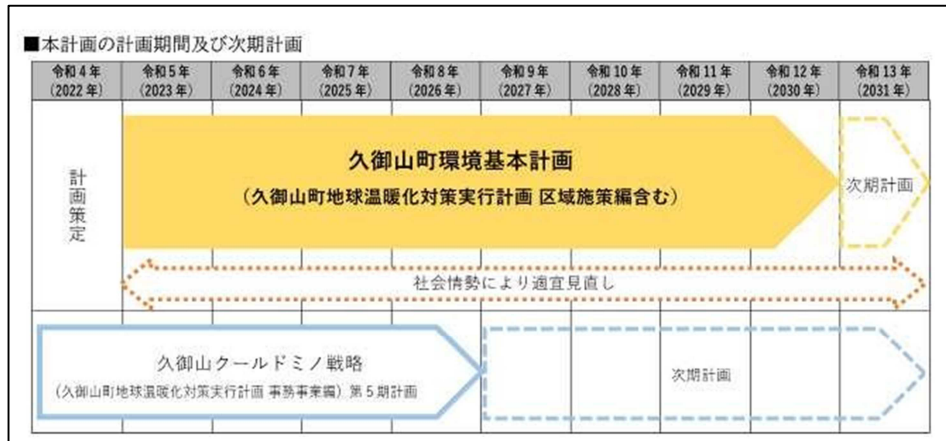 ■本計画の計画期間及び次期計画
令和4年 令和5年 令和6年 令和7年 令和8年 令和9年 令和10年 令和11年 令和12年 令和13年
(2022年) (2023年) (2024年) (2025年) (2026年) (2027年) (2028年) (2029年) (2030年) (2031年)
計画策定
久御山町環境基本計画
(久御山町地球温暖化対策実行計画 区域施策編含む)
次期計画
社会情勢により適宜見直し
久御山クールドミノ戦略
(久御山町地球温暖化対策実行計画 事務事業編) 第5期計画
次期計画